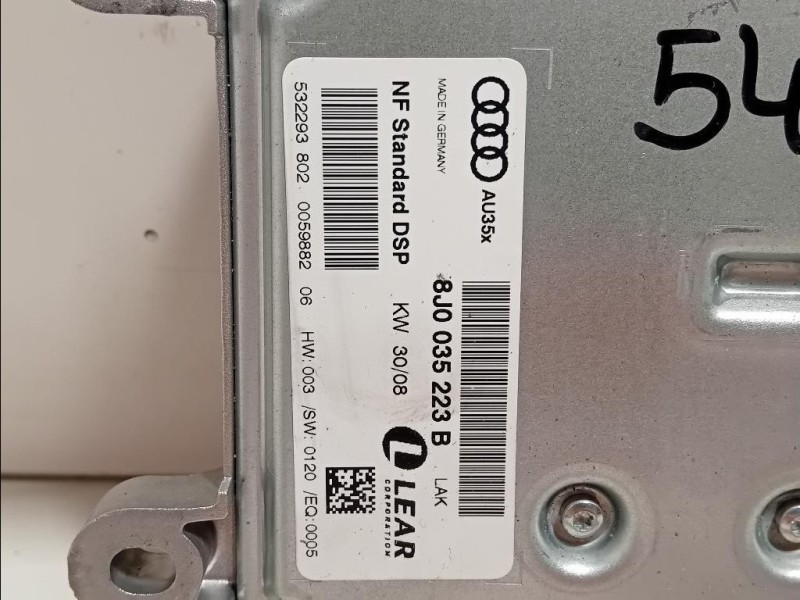 AU35x
MADE IN GERMANY
8J0 035 223 B LAK
NF Standard DSP KW 30/08
LEAR
CORPORATION
532293 802 0059882 06 HW:003 /SW: 0120 /EQ:0005
54